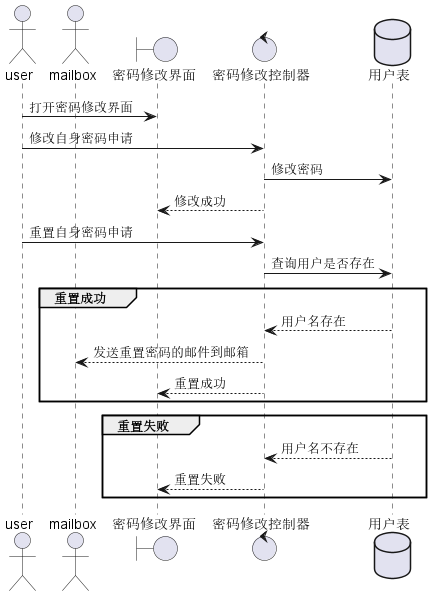 user mailbox 密码修改界面 密码修改控制器 用户表
打开密码修改界面
修改自身密码申请
修改密码
修改成功
重置自身密码申请
查询用户是否存在
重置成功
用户名存在
发送重置密码的邮件到邮箱
重置成功
重置失败
用户名不存在
重置失败
user mailbox 密码修改界面 密码修改控制器 用户表